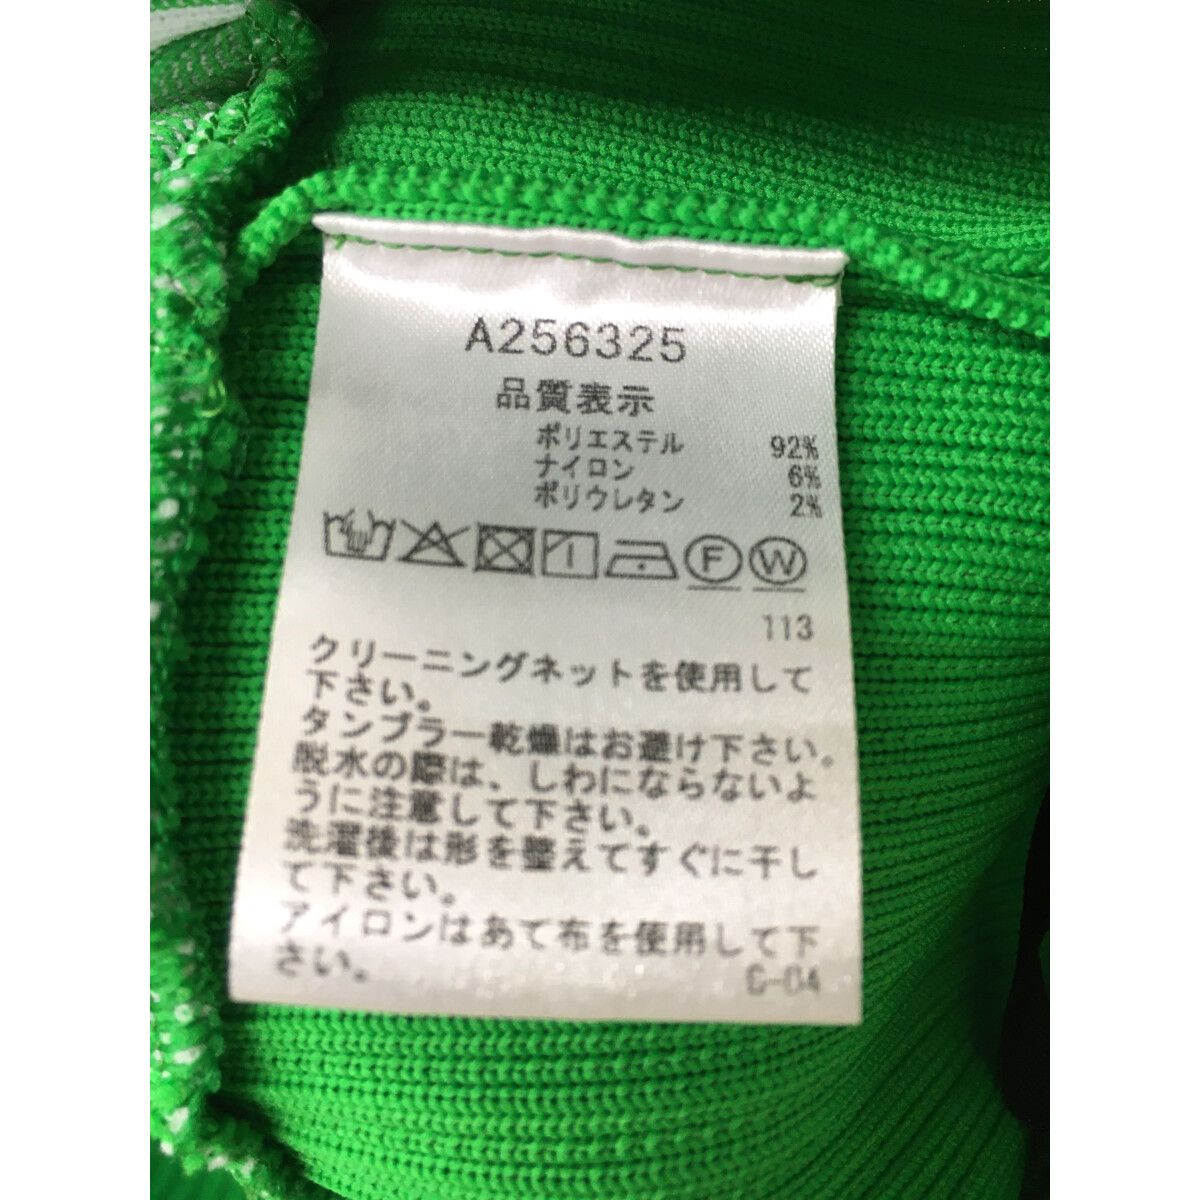 A256325
品質表示
ポリエステル 92%
ナイロン 6%
ポリウレタン 2%
F W
113
クリーニングネットを使用して
下さい。
タンブラー乾燥はお避け下さい。
脱水の際は、しわにならないよ
うに注意して下さい。
洗濯後は形を整えてすぐに干し
て下さい。
アイロンはあて布を使用して下
さい。
C-04